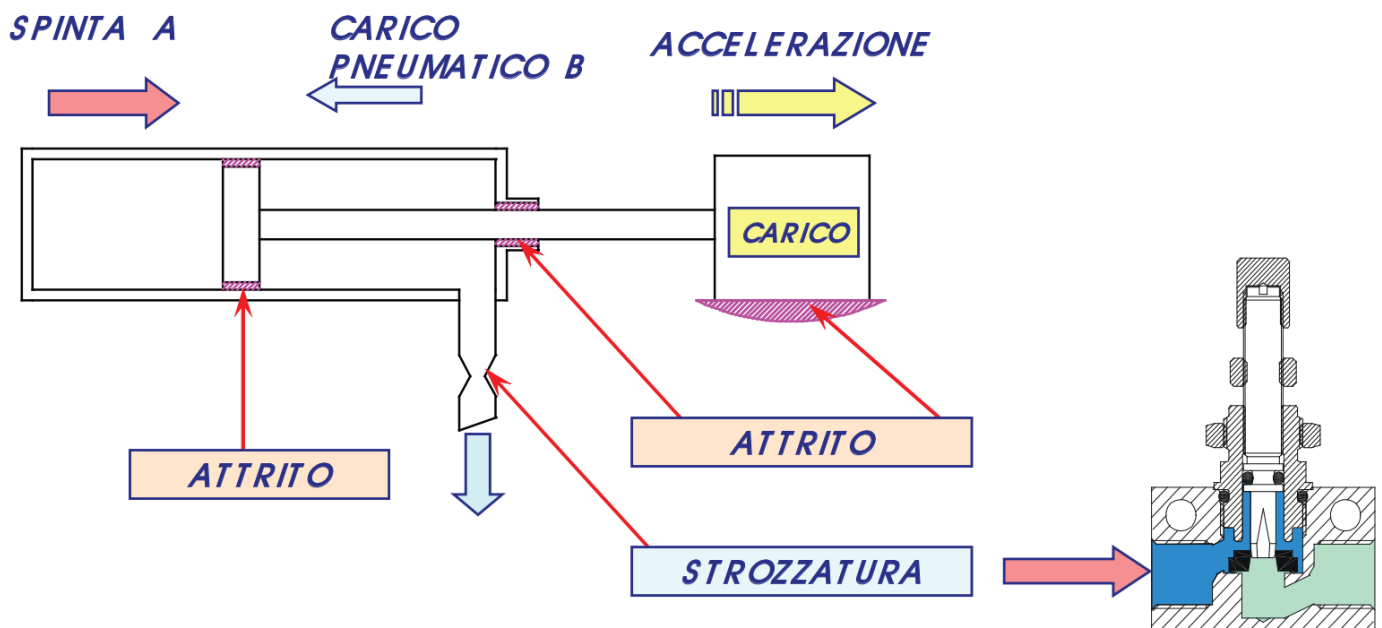 SPINTA A
CARICO
PNEUMATICO B
ACCELERAZIONE
CARICO
ATTRITO
ATTRITO
STROZZATURA